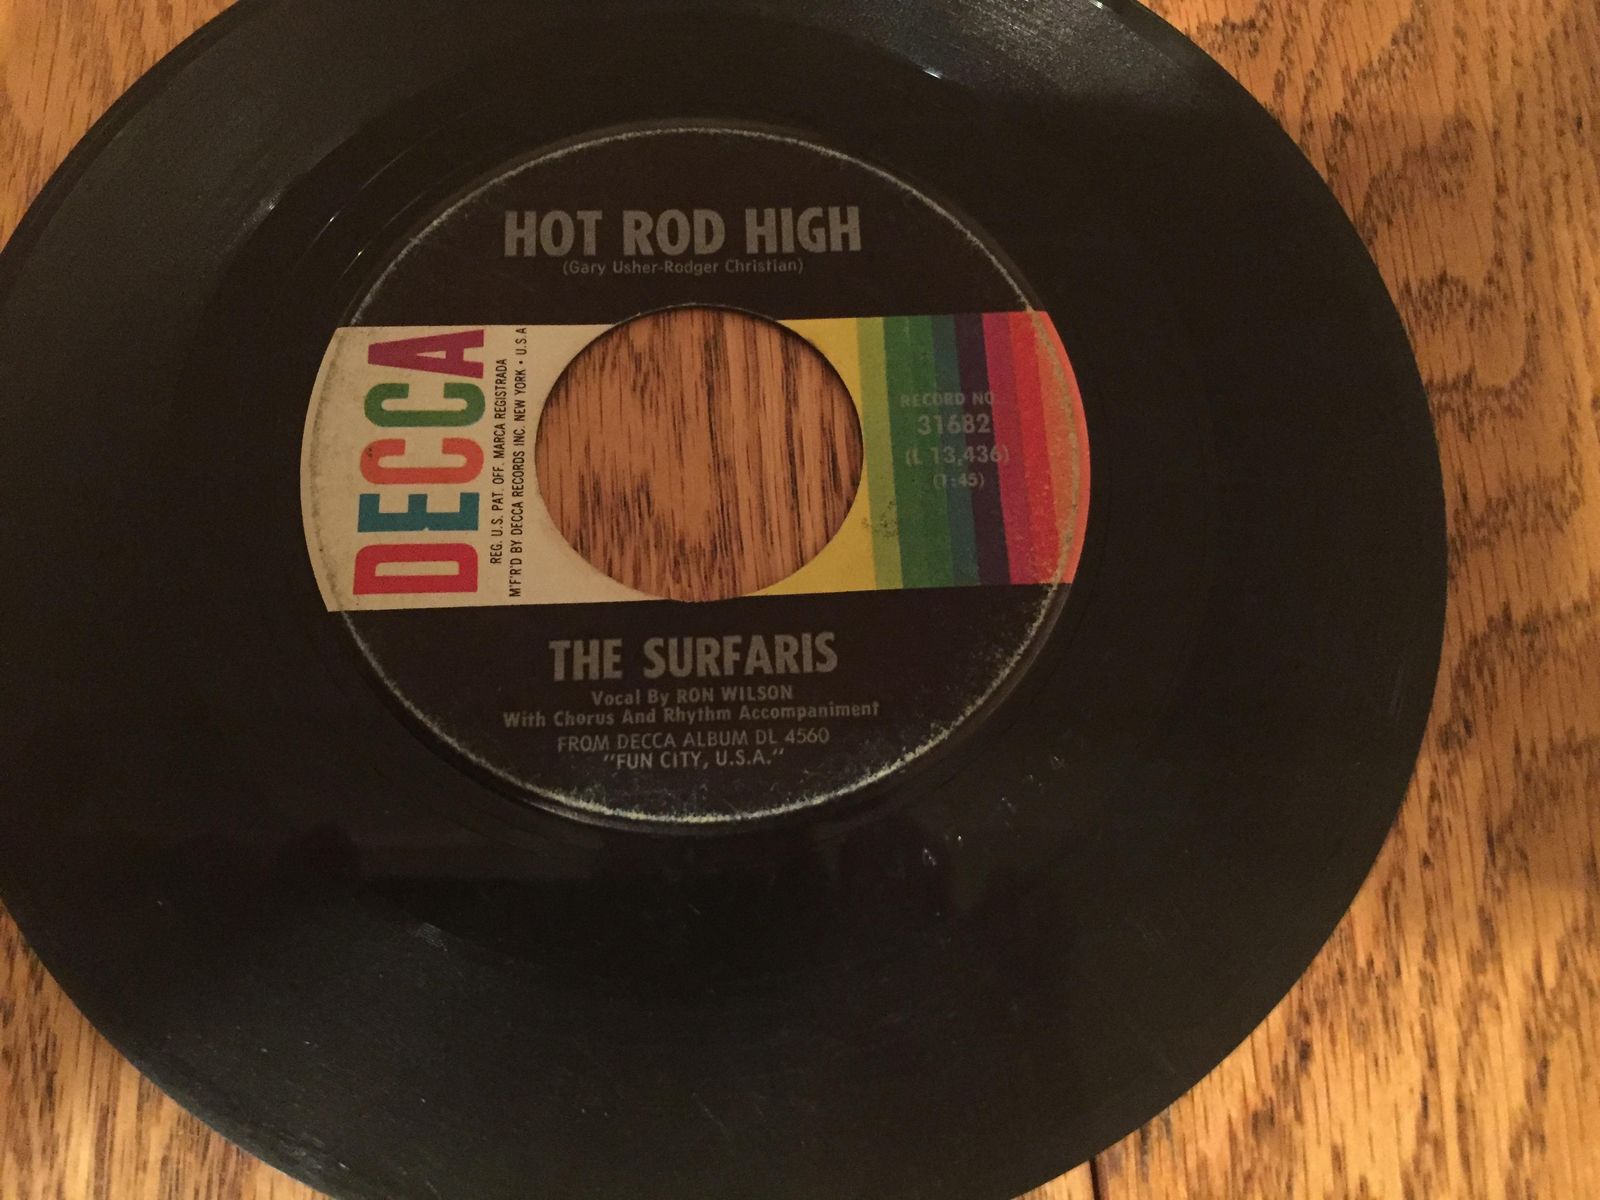 HOT ROD HIGH
(Gary Usher-Rodger Christian)
DECCA
REG. U.S. PAT. OFF. MARCA REGISTRADA
M'F'R'D BY DECCA RECORDS INC. NEW YORK • U.S.A
RECORD NO.
31682
(L 13,436)
(1:45)
THE SURFARIS
Vocal By RON WILSON
With Chorus And Rhythm Accompaniment
FROM DECCA ALBUM DL 4560
"FUN CITY, U.S.A."